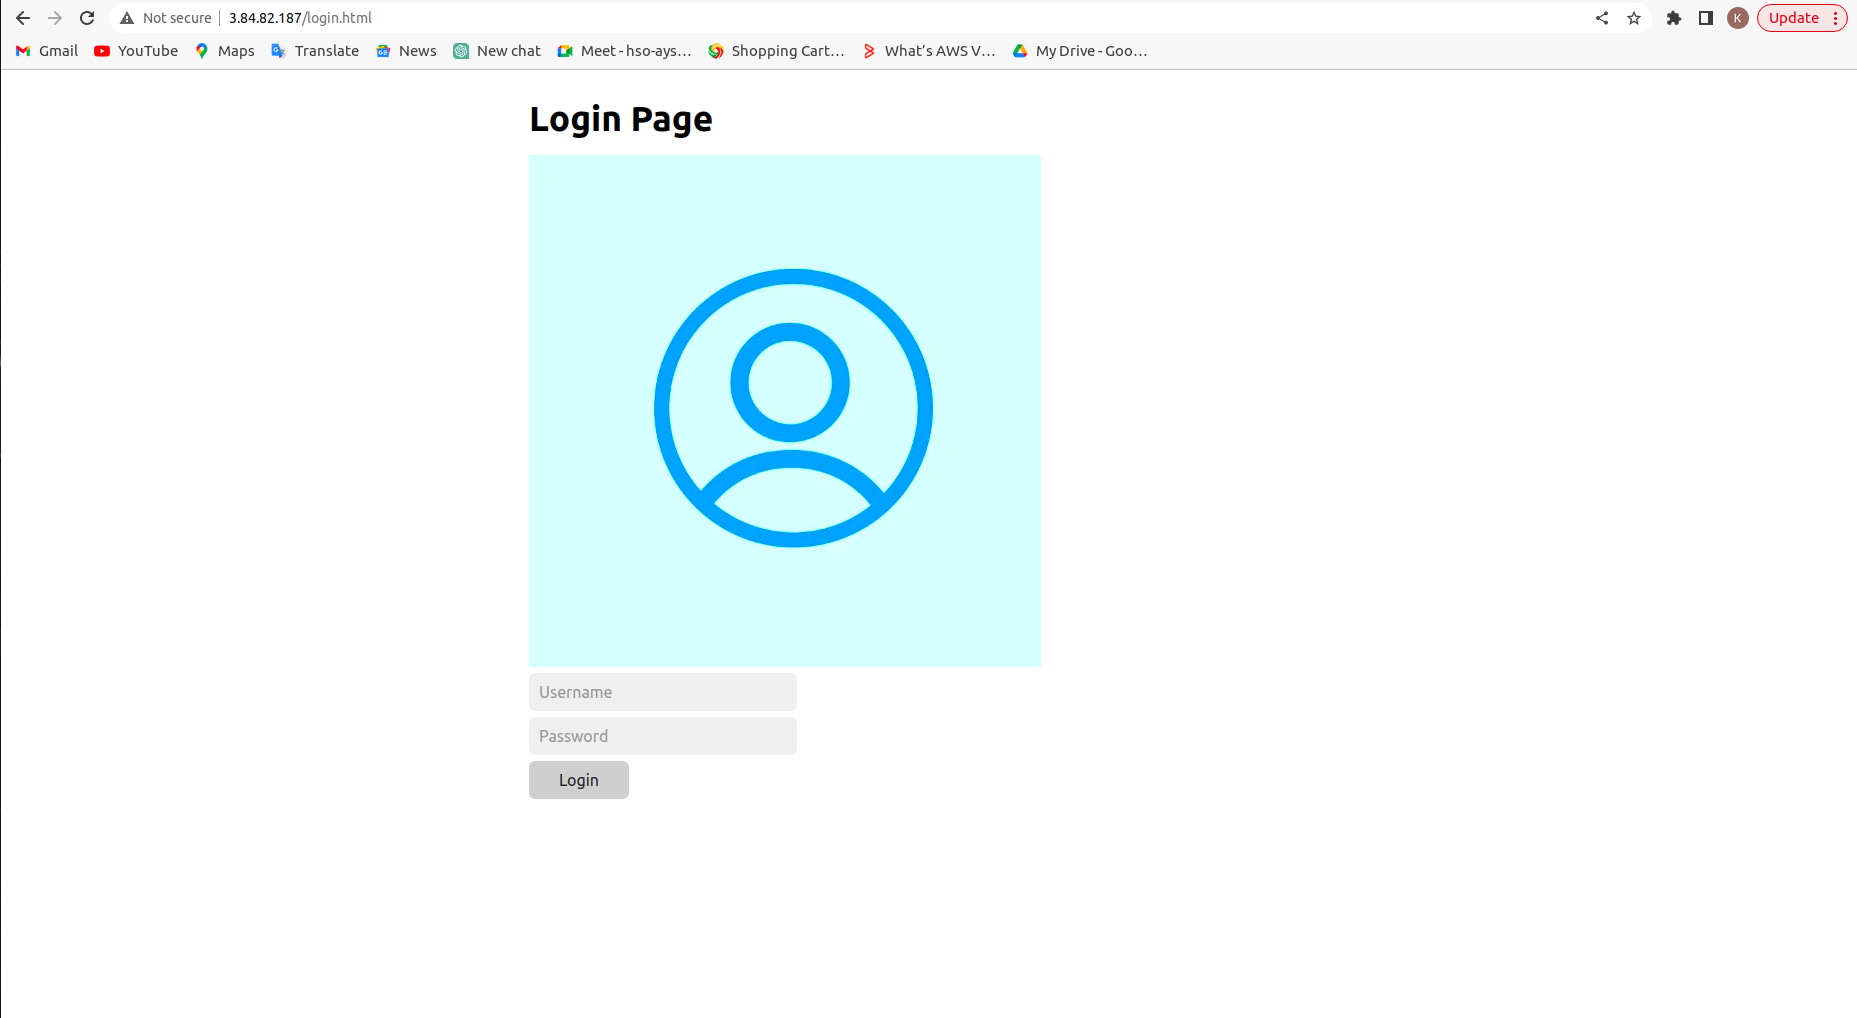 Not secure 3.84.82.187/login.html K Update
Gmail YouTube Maps Translate News New chat Meet - hso-ays… Shopping Cart… What’s AWS V… My Drive - Goo…
Login Page
Username
Password
Login